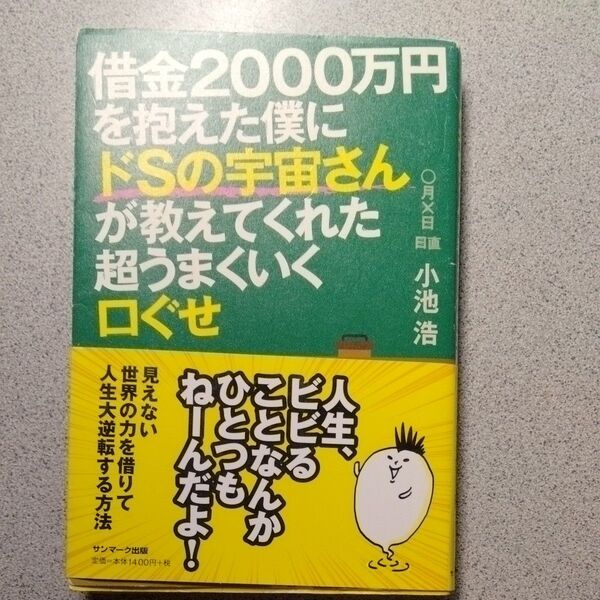 借金2000万円
を抱えた僕に
ドSの宇宙さん
が教えてくれた
超うまくいく
口ぐせ
〇月×日
日直
小池 浩
人生、
ビビる
ことなんか
ひとつも
ねーんだよ！
見えない
世界の力を借りて
人生大逆転する方法
サンマーク出版
定価＝本体1400円＋税